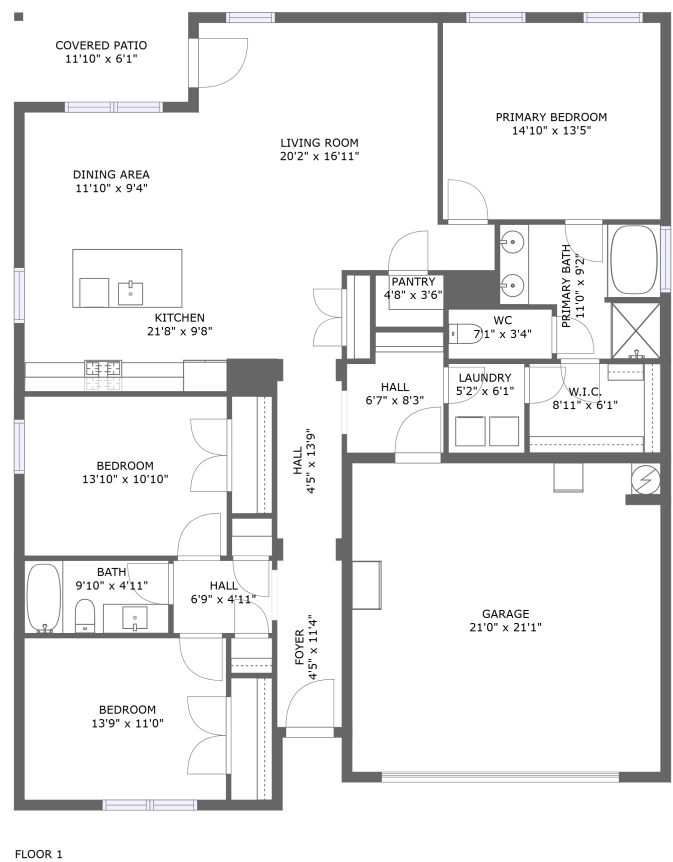 COVERED PATIO
11'10" x 6'1"
PRIMARY BEDROOM
14'10" x 13'5"
LIVING ROOM
20'2" x 16'11"
DINING AREA
11'10" x 9'4"
PRIMARY BATH
11'0" x 9'2"
PANTRY
4'8" x 3'6"
KITCHEN
21'8" x 9'8"
WC
7'1" x 3'4"
HALL
6'7" x 8'3"
LAUNDRY
5'2" x 6'1"
W.I.C.
8'11" x 6'1"
HALL
4'5" x 13'9"
BEDROOM
13'10" x 10'10"
BATH
9'10" x 4'11"
HALL
6'9" x 4'11"
GARAGE
21'0" x 21'1"
FOYER
4'5" x 11'4"
BEDROOM
13'9" x 11'0"
FLOOR 1